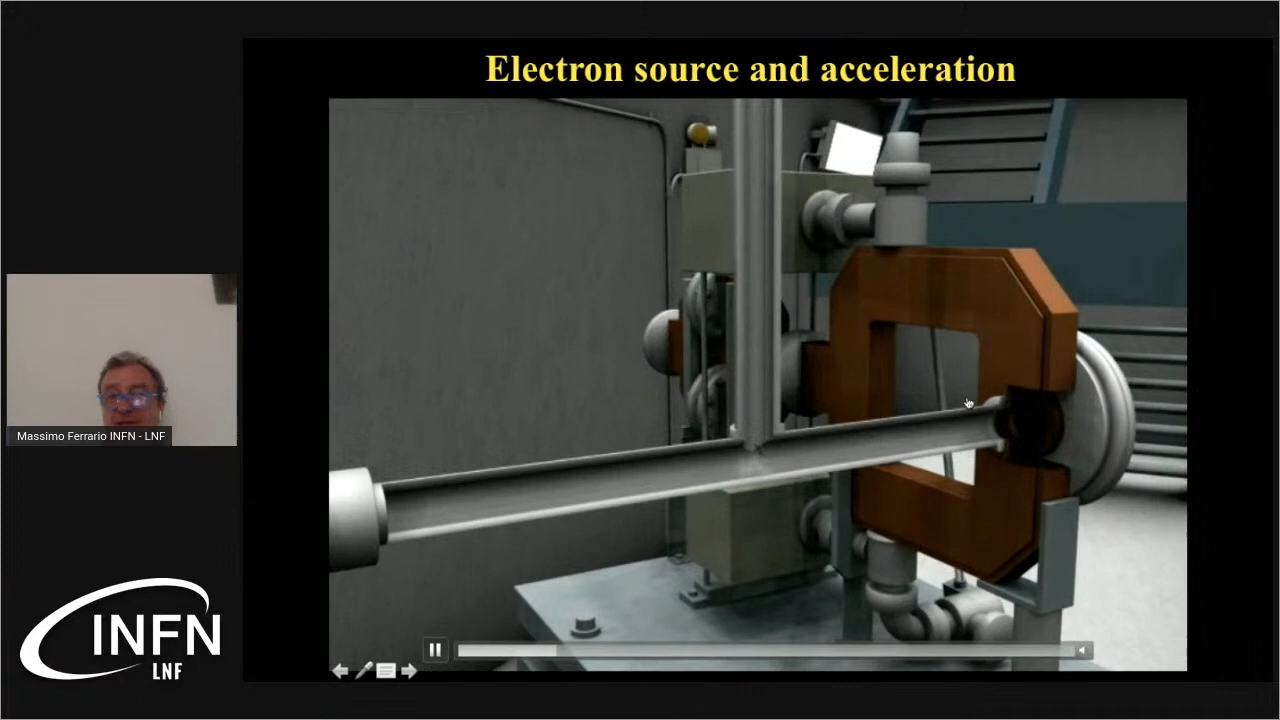 Electron source and acceleration
Massimo Ferrario INFN - LNF
INFN
LNF